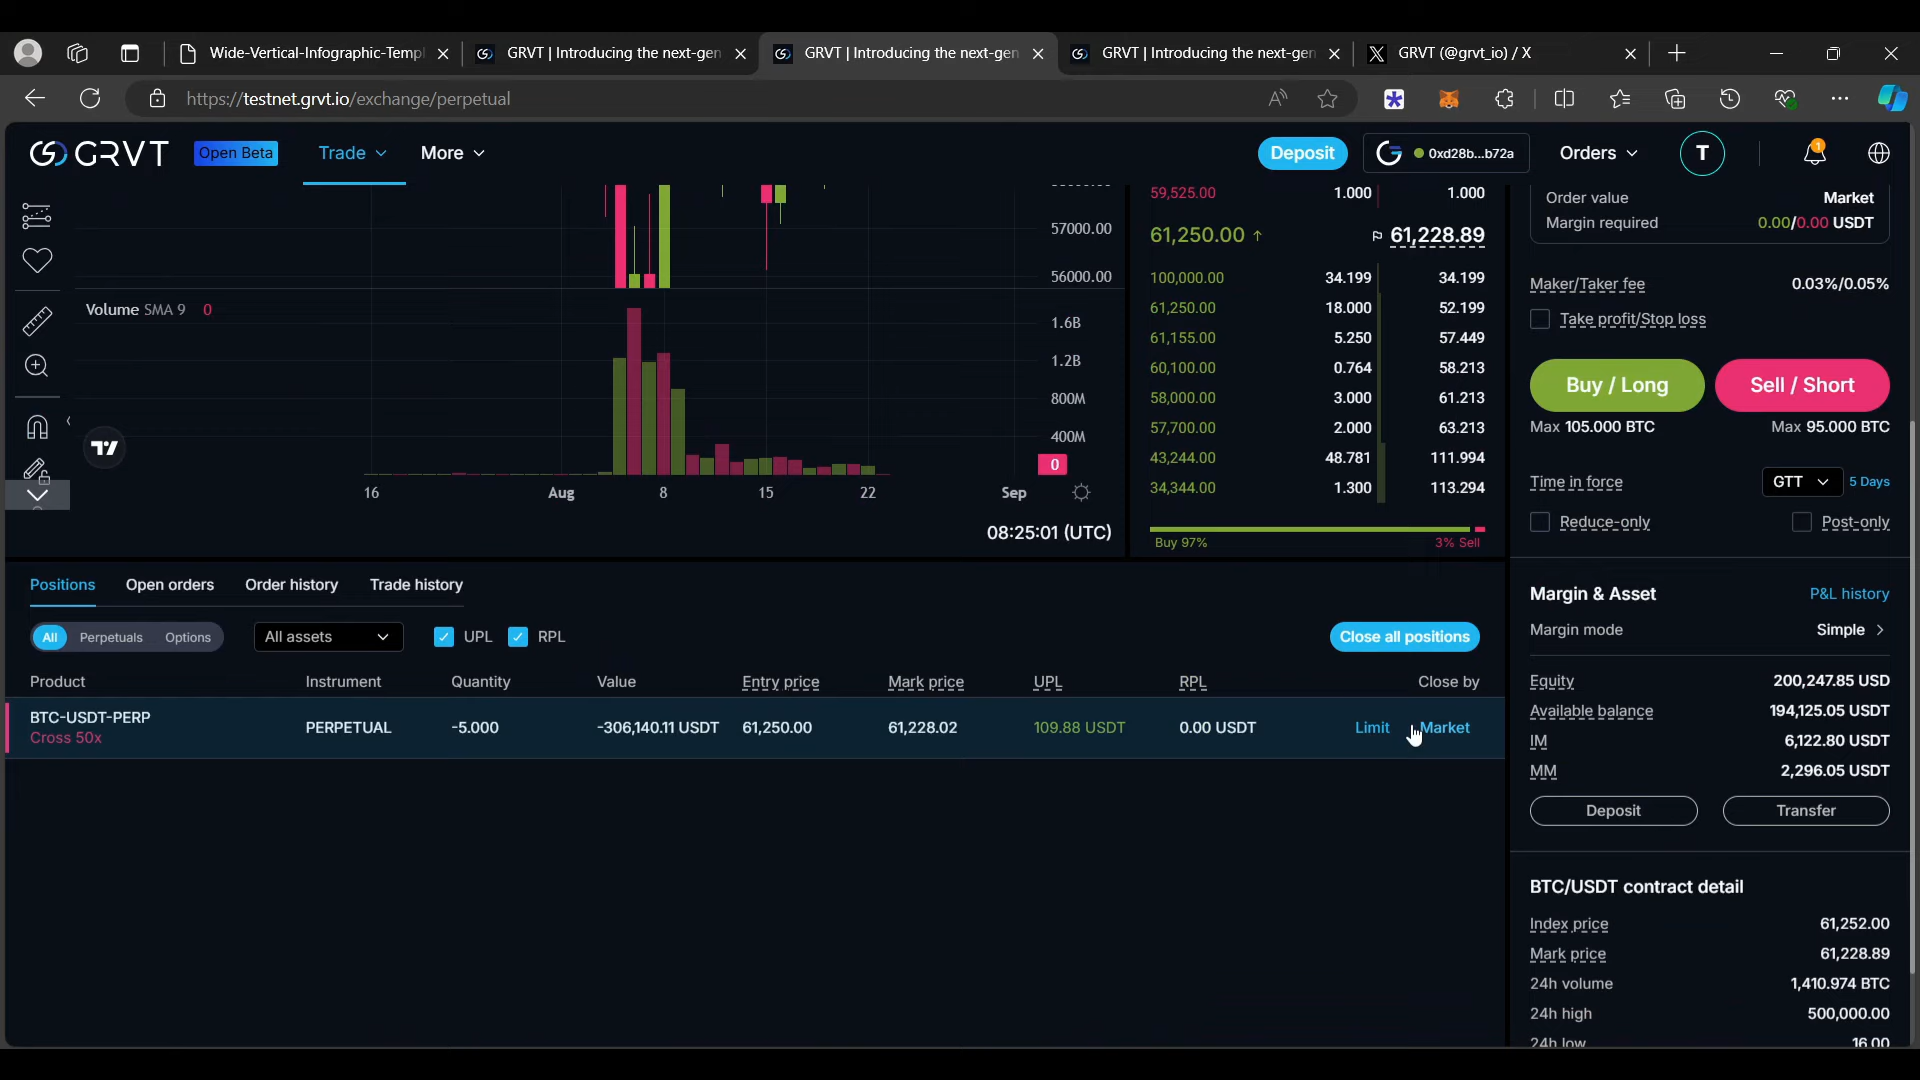 Wide-Vertical-Infographic-Templ
GRVT | Introducing the next-gen
GRVT | Introducing the next-gen
GRVT | Introducing the next-gen
GRVT (@grvt_io) / X
https://testnet.grvt.io/exchange/perpetual
GRVT Open Beta Trade More Deposit 0xd28b...b72a Orders T 1
57000.00
56000.00
Volume SMA 9 0
1.6B
1.2B
800M
400M
0
16 Aug 8 15 22 Sep
08:25:01 (UTC)
59,525.00 1.000 1.000
61,250.00 ↑ 61,228.89
100,000.00 34.199 34.199
61,250.00 18.000 52.199
61,155.00 5.250 57.449
60,100.00 0.764 58.213
58,000.00 3.000 61.213
57,700.00 2.000 63.213
43,244.00 48.781 111.994
34,344.00 1.300 113.294
Buy 97% 3% Sell
Order value Market
Margin required 0.00/0.00 USDT
Maker/Taker fee 0.03%/0.05%
Take profit/Stop loss
Buy / Long Sell / Short
Max 105.000 BTC Max 95.000 BTC
Time in force GTT 5 Days
Reduce-only Post-only
Positions Open orders Order history Trade history
All Perpetuals Options All assets UPL RPL Close all positions
Product Instrument Quantity Value Entry price Mark price UPL RPL Close by
BTC-USDT-PERP PERPETUAL -5.000 -306,140.11 USDT 61,250.00 61,228.02 109.88 USDT 0.00 USDT Limit Market
Cross 50x
Margin & Asset P&L history
Margin mode Simple
Equity 200,247.85 USD
Available balance 194,125.05 USDT
IM 6,122.80 USDT
MM 2,296.05 USDT
Deposit Transfer
BTC/USDT contract detail
Index price 61,252.00
Mark price 61,228.89
24h volume 1,410.974 BTC
24h high 500,000.00
24h low 16.00